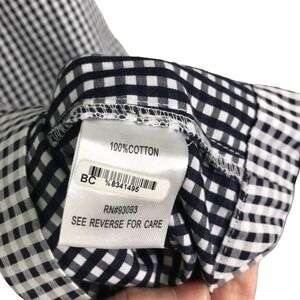 100%COTTON
BC %8341495
RN#93093
SEE REVERSE FOR CARE